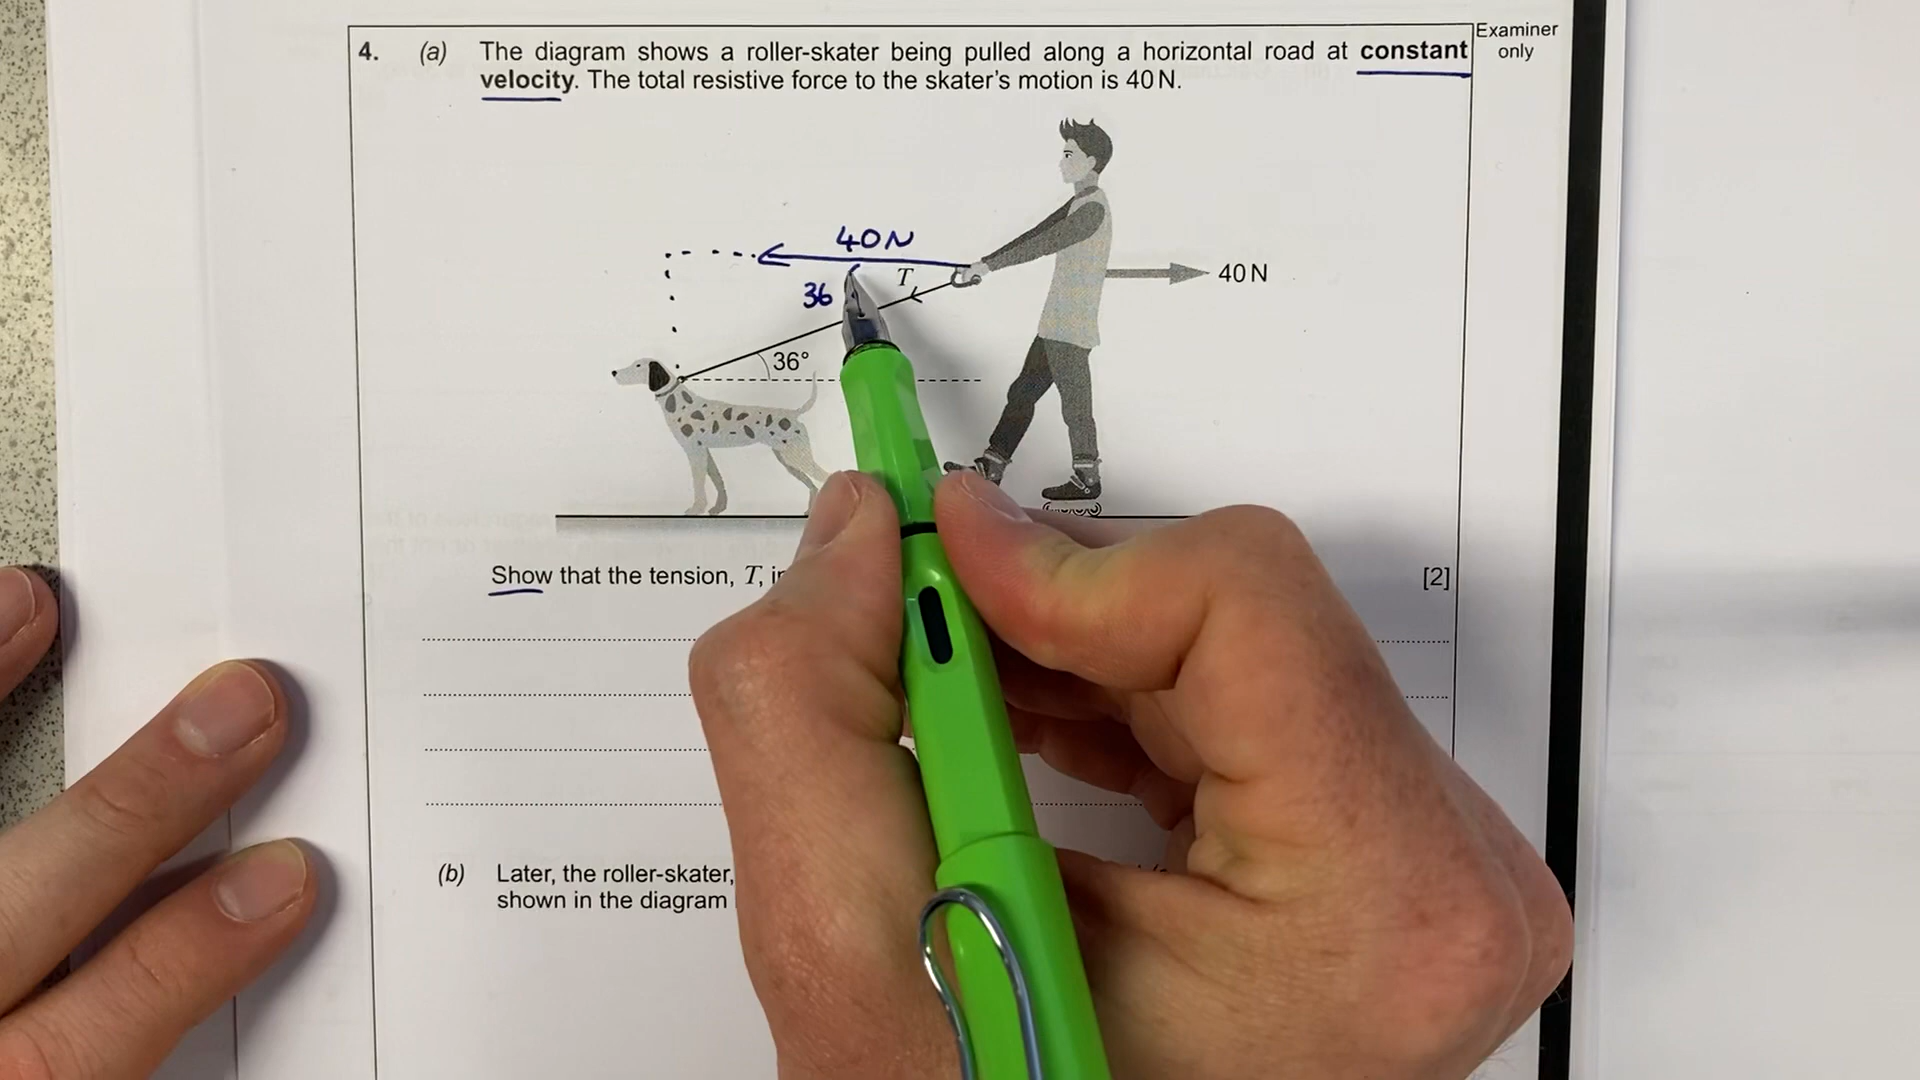 Examiner
only
4. (a) The diagram shows a roller-skater being pulled along a horizontal road at constant
velocity. The total resistive force to the skater's motion is 40 N.
40N
T
40 N
36
36°
Show that the tension, T,
[2]
(b) Later, the roller-skater,
shown in the diagram